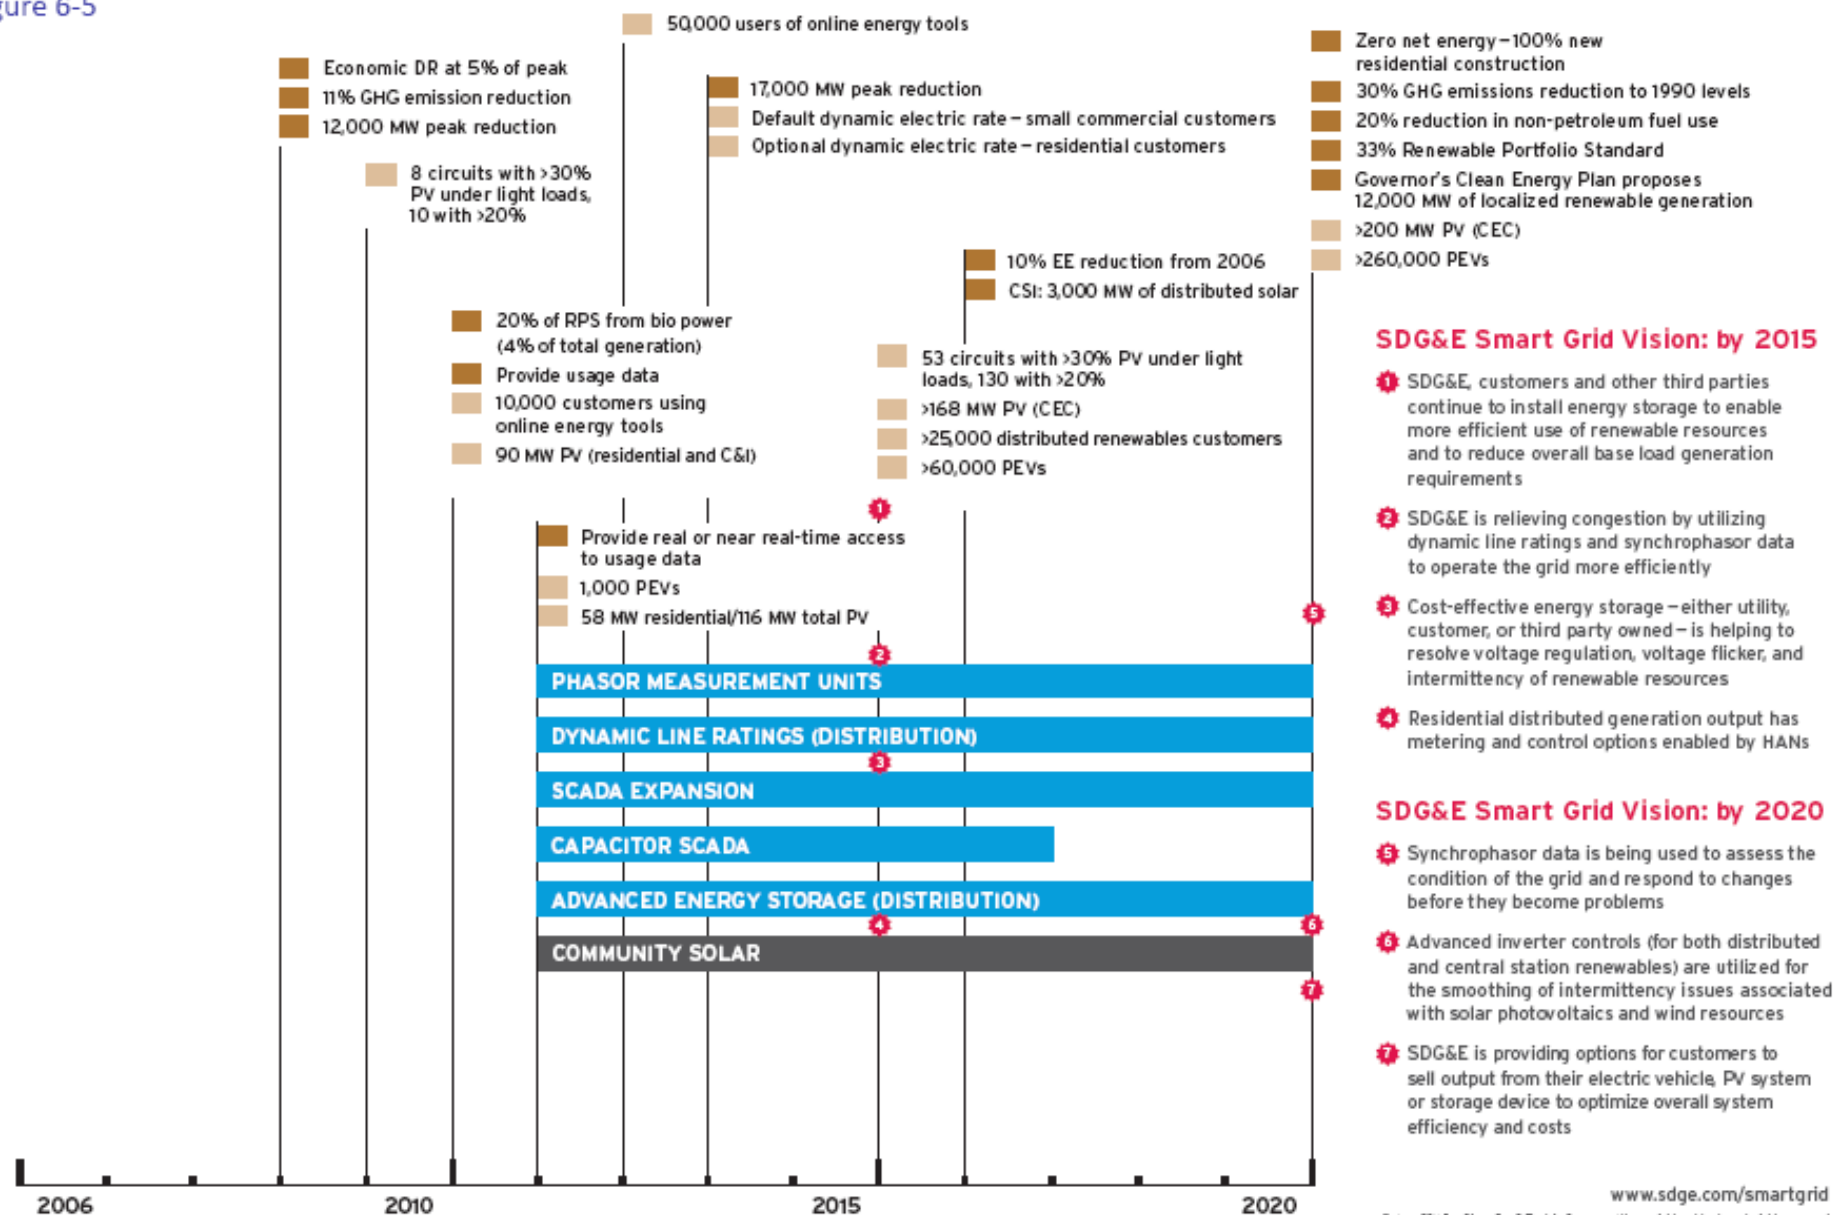 gure 6-5
50,000 users of online energy tools
Economic DR at 5% of peak
11% GHG emission reduction
12,000 MW peak reduction
8 circuits with >30%
PV under light loads,
10 with >20%
17,000 MW peak reduction
Default dynamic electric rate – small commercial customers
Optional dynamic electric rate – residential customers
Zero net energy – 100% new
residential construction
30% GHG emissions reduction to 1990 levels
20% reduction in non-petroleum fuel use
33% Renewable Portfolio Standard
Governor's Clean Energy Plan proposes
12,000 MW of localized renewable generation
>200 MW PV (CEC)
>260,000 PEVs
10% EE reduction from 2006
CSI: 3,000 MW of distributed solar
20% of RPS from bio power
(4% of total generation)
Provide usage data
10,000 customers using
online energy tools
90 MW PV (residential and C&I)
53 circuits with >30% PV under light
loads, 130 with >20%
>168 MW PV (CEC)
>25,000 distributed renewables customers
>60,000 PEVs
1
Provide real or near real-time access
to usage data
1,000 PEVs
58 MW residential/116 MW total PV
5
2
PHASOR MEASUREMENT UNITS
DYNAMIC LINE RATINGS (DISTRIBUTION)
3
SCADA EXPANSION
CAPACITOR SCADA
ADVANCED ENERGY STORAGE (DISTRIBUTION)
4
6
COMMUNITY SOLAR
7
SDG&E Smart Grid Vision: by 2015
1 SDG&E, customers and other third parties
continue to install energy storage to enable
more efficient use of renewable resources
and to reduce overall base load generation
requirements
2 SDG&E is relieving congestion by utilizing
dynamic line ratings and synchrophasor data
to operate the grid more efficiently
3 Cost-effective energy storage – either utility,
customer, or third party owned – is helping to
resolve voltage regulation, voltage flicker, and
intermittency of renewable resources
4 Residential distributed generation output has
metering and control options enabled by HANs
SDG&E Smart Grid Vision: by 2020
5 Synchrophasor data is being used to assess the
condition of the grid and respond to changes
before they become problems
6 Advanced inverter controls (for both distributed
and central station renewables) are utilized for
the smoothing of intermittency issues associated
with solar photovoltaics and wind resources
7 SDG&E is providing options for customers to
sell output from their electric vehicle, PV system
or storage device to optimize overall system
efficiency and costs
2006
2010
2015
2020
www.sdge.com/smartgrid